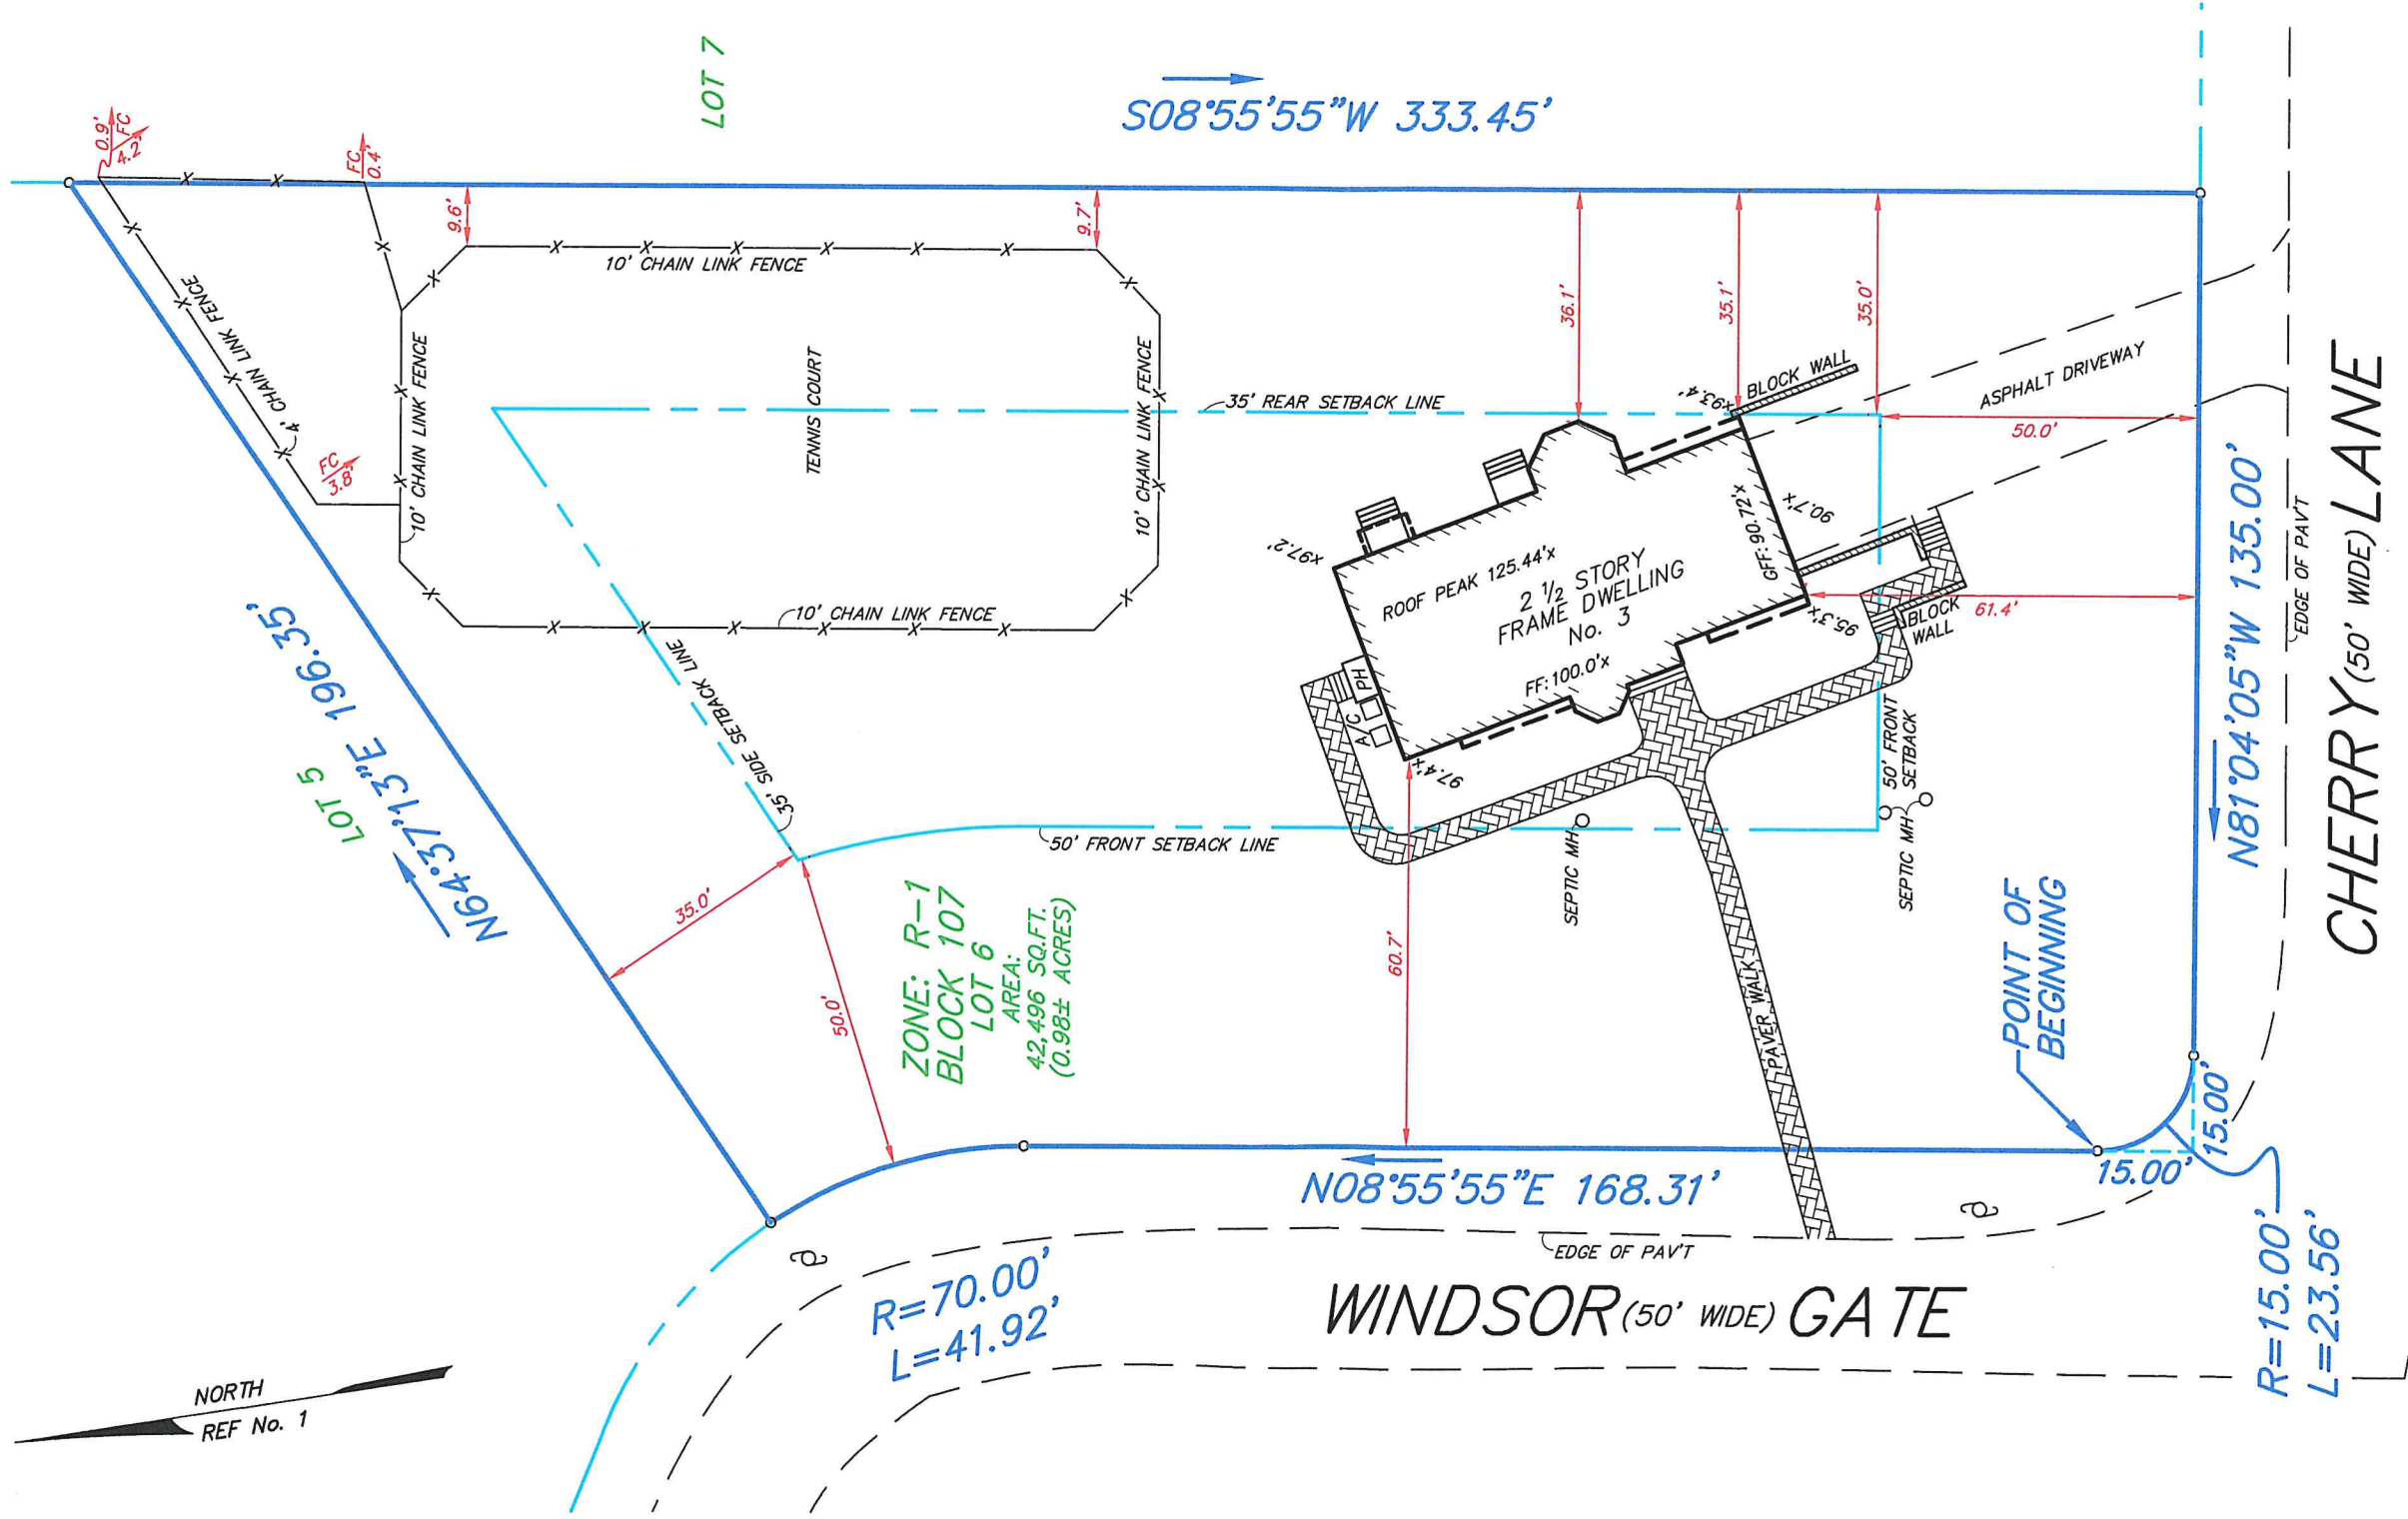 LOT 7
S08°55'55"W 333.45'
0.9'
FC
4.2'
FC
0.4'
9.6'
9.7'
36.1'
35.1'
35.0'
10' CHAIN LINK FENCE
4' CHAIN LINK FENCE
10' CHAIN LINK FENCE
TENNIS COURT
10' CHAIN LINK FENCE
10' CHAIN LINK FENCE
FC
3.8'
35' REAR SETBACK LINE
x93.4'
BLOCK WALL
ASPHALT DRIVEWAY
50.0'
x97.2'
ROOF PEAK 125.44'x
2 1/2 STORY
FRAME DWELLING
No. 3
FF:100.0'x
GFF:90.72'x
90.7'x
95.3'x
61.4'
BLOCK
WALL
PH
A/C
97.4'x
50' FRONT
SETBACK
35' SIDE SETBACK LINE
50' FRONT SETBACK LINE
SEPTIC MH
SEPTIC MH
N64°37'13"E 196.35'
LOT 5
35.0'
50.0'
60.7'
ZONE: R-1
BLOCK 107
LOT 6
AREA:
42,496 SQ.FT.
(0.98± ACRES)
PAVER WALK
POINT OF
BEGINNING
N81°04'05"W 135.00'
EDGE OF PAV'T
CHERRY (50' WIDE) LANE
15.00'
15.00'
N08°55'55"E 168.31'
EDGE OF PAV'T
R=70.00'
L=41.92'
WINDSOR (50' WIDE) GATE
R=15.00'
L=23.56'
NORTH
REF No. 1